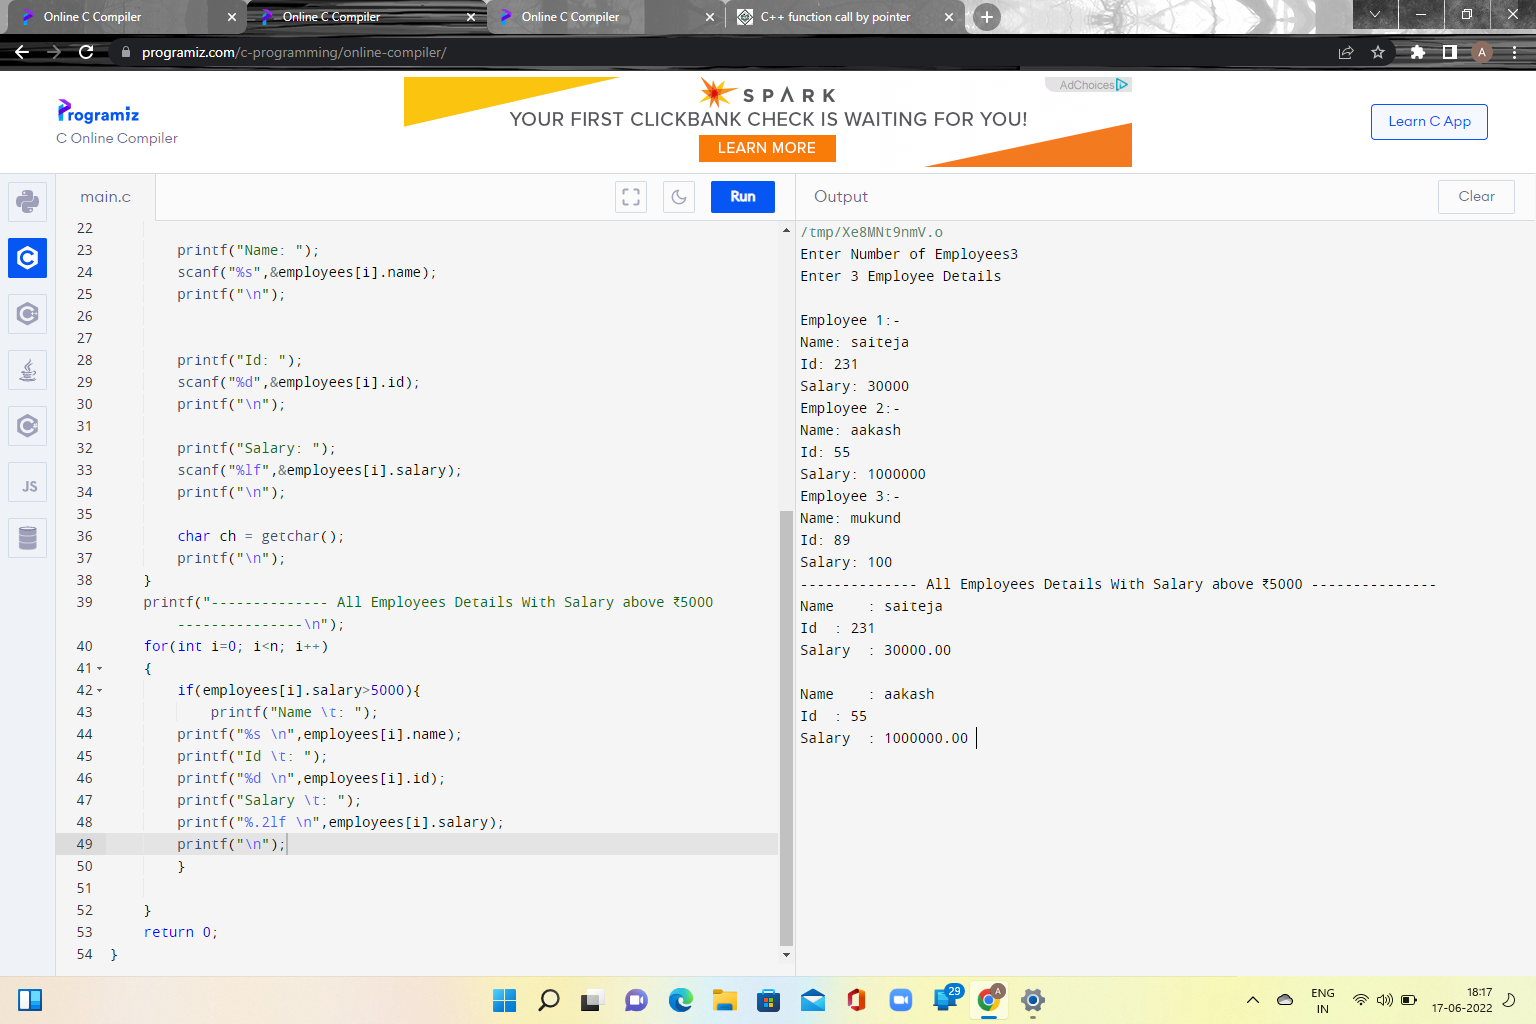 Online C Compiler
Online C Compiler
Online C Compiler
C++ function call by pointer
programiz.com/c-programming/online-compiler/
A
Programiz
C Online Compiler
SPARK
YOUR FIRST CLICKBANK CHECK IS WAITING FOR YOU!
LEARN MORE
AdChoices
Learn C App
main.c
Run
Output
Clear
22
23 printf("Name: ");
24 scanf("%s",&employees[i].name);
25 printf("\n");
26
27
28 printf("Id: ");
29 scanf("%d",&employees[i].id);
30 printf("\n");
31
32 printf("Salary: ");
33 scanf("%lf",&employees[i].salary);
34 printf("\n");
35
36 char ch = getchar();
37 printf("\n");
38 }
39 printf("-------------- All Employees Details With Salary above ₹5000
---------------\n");
40 for(int i=0; i<n; i++)
41 {
42 if(employees[i].salary>5000){
43 printf("Name \t: ");
44 printf("%s \n",employees[i].name);
45 printf("Id \t: ");
46 printf("%d \n",employees[i].id);
47 printf("Salary \t: ");
48 printf("%.2lf \n",employees[i].salary);
49 printf("\n");
50 }
51
52 }
53 return 0;
54 }
/tmp/Xe8MNt9nmV.o
Enter Number of Employees3
Enter 3 Employee Details
Employee 1:-
Name: saiteja
Id: 231
Salary: 30000
Employee 2:-
Name: aakash
Id: 55
Salary: 1000000
Employee 3:-
Name: mukund
Id: 89
Salary: 100
-------------- All Employees Details With Salary above ₹5000 ---------------
Name : saiteja
Id : 231
Salary : 30000.00
Name : aakash
Id : 55
Salary : 1000000.00
JS
29
A
ENG
IN
18:17
17-06-2022